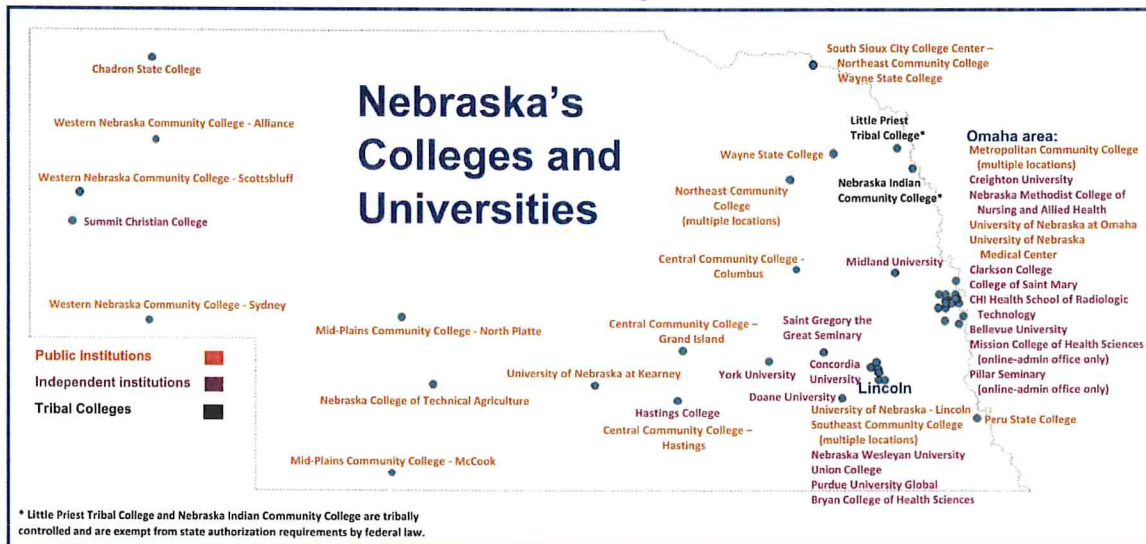 Nebraska's
Colleges and
Universities
Chadron State College
Western Nebraska Community College - Alliance
Western Nebraska Community College - Scottsbluff
Summit Christian College
Western Nebraska Community College - Sydney
Mid-Plains Community College - North Platte
Nebraska College of Technical Agriculture
Mid-Plains Community College - McCook
University of Nebraska at Kearney
Central Community College –
Grand Island
Hastings College
Central Community College –
Hastings
South Sioux City College Center –
Northeast Community College
Wayne State College
Little Priest
Tribal College*
Wayne State College
Nebraska Indian
Community College*
Northeast Community
College
(multiple locations)
Central Community College -
Columbus
Midland University
Saint Gregory the
Great Seminary
York University
Concordia
University
Doane University
Lincoln
University of Nebraska - Lincoln
Southeast Community College
(multiple locations)
Nebraska Wesleyan University
Union College
Purdue University Global
Bryan College of Health Sciences
Omaha area:
Metropolitan Community College
(multiple locations)
Creighton University
Nebraska Methodist College of
Nursing and Allied Health
University of Nebraska at Omaha
University of Nebraska
Medical Center
Clarkson College
College of Saint Mary
CHI Health School of Radiologic
Technology
Bellevue University
Mission College of Health Sciences
(online-admin office only)
Pillar Seminary
(online-admin office only)
Peru State College
Public institutions
Independent institutions
Tribal Colleges
* Little Priest Tribal College and Nebraska Indian Community College are tribally
controlled and are exempt from state authorization requirements by federal law.